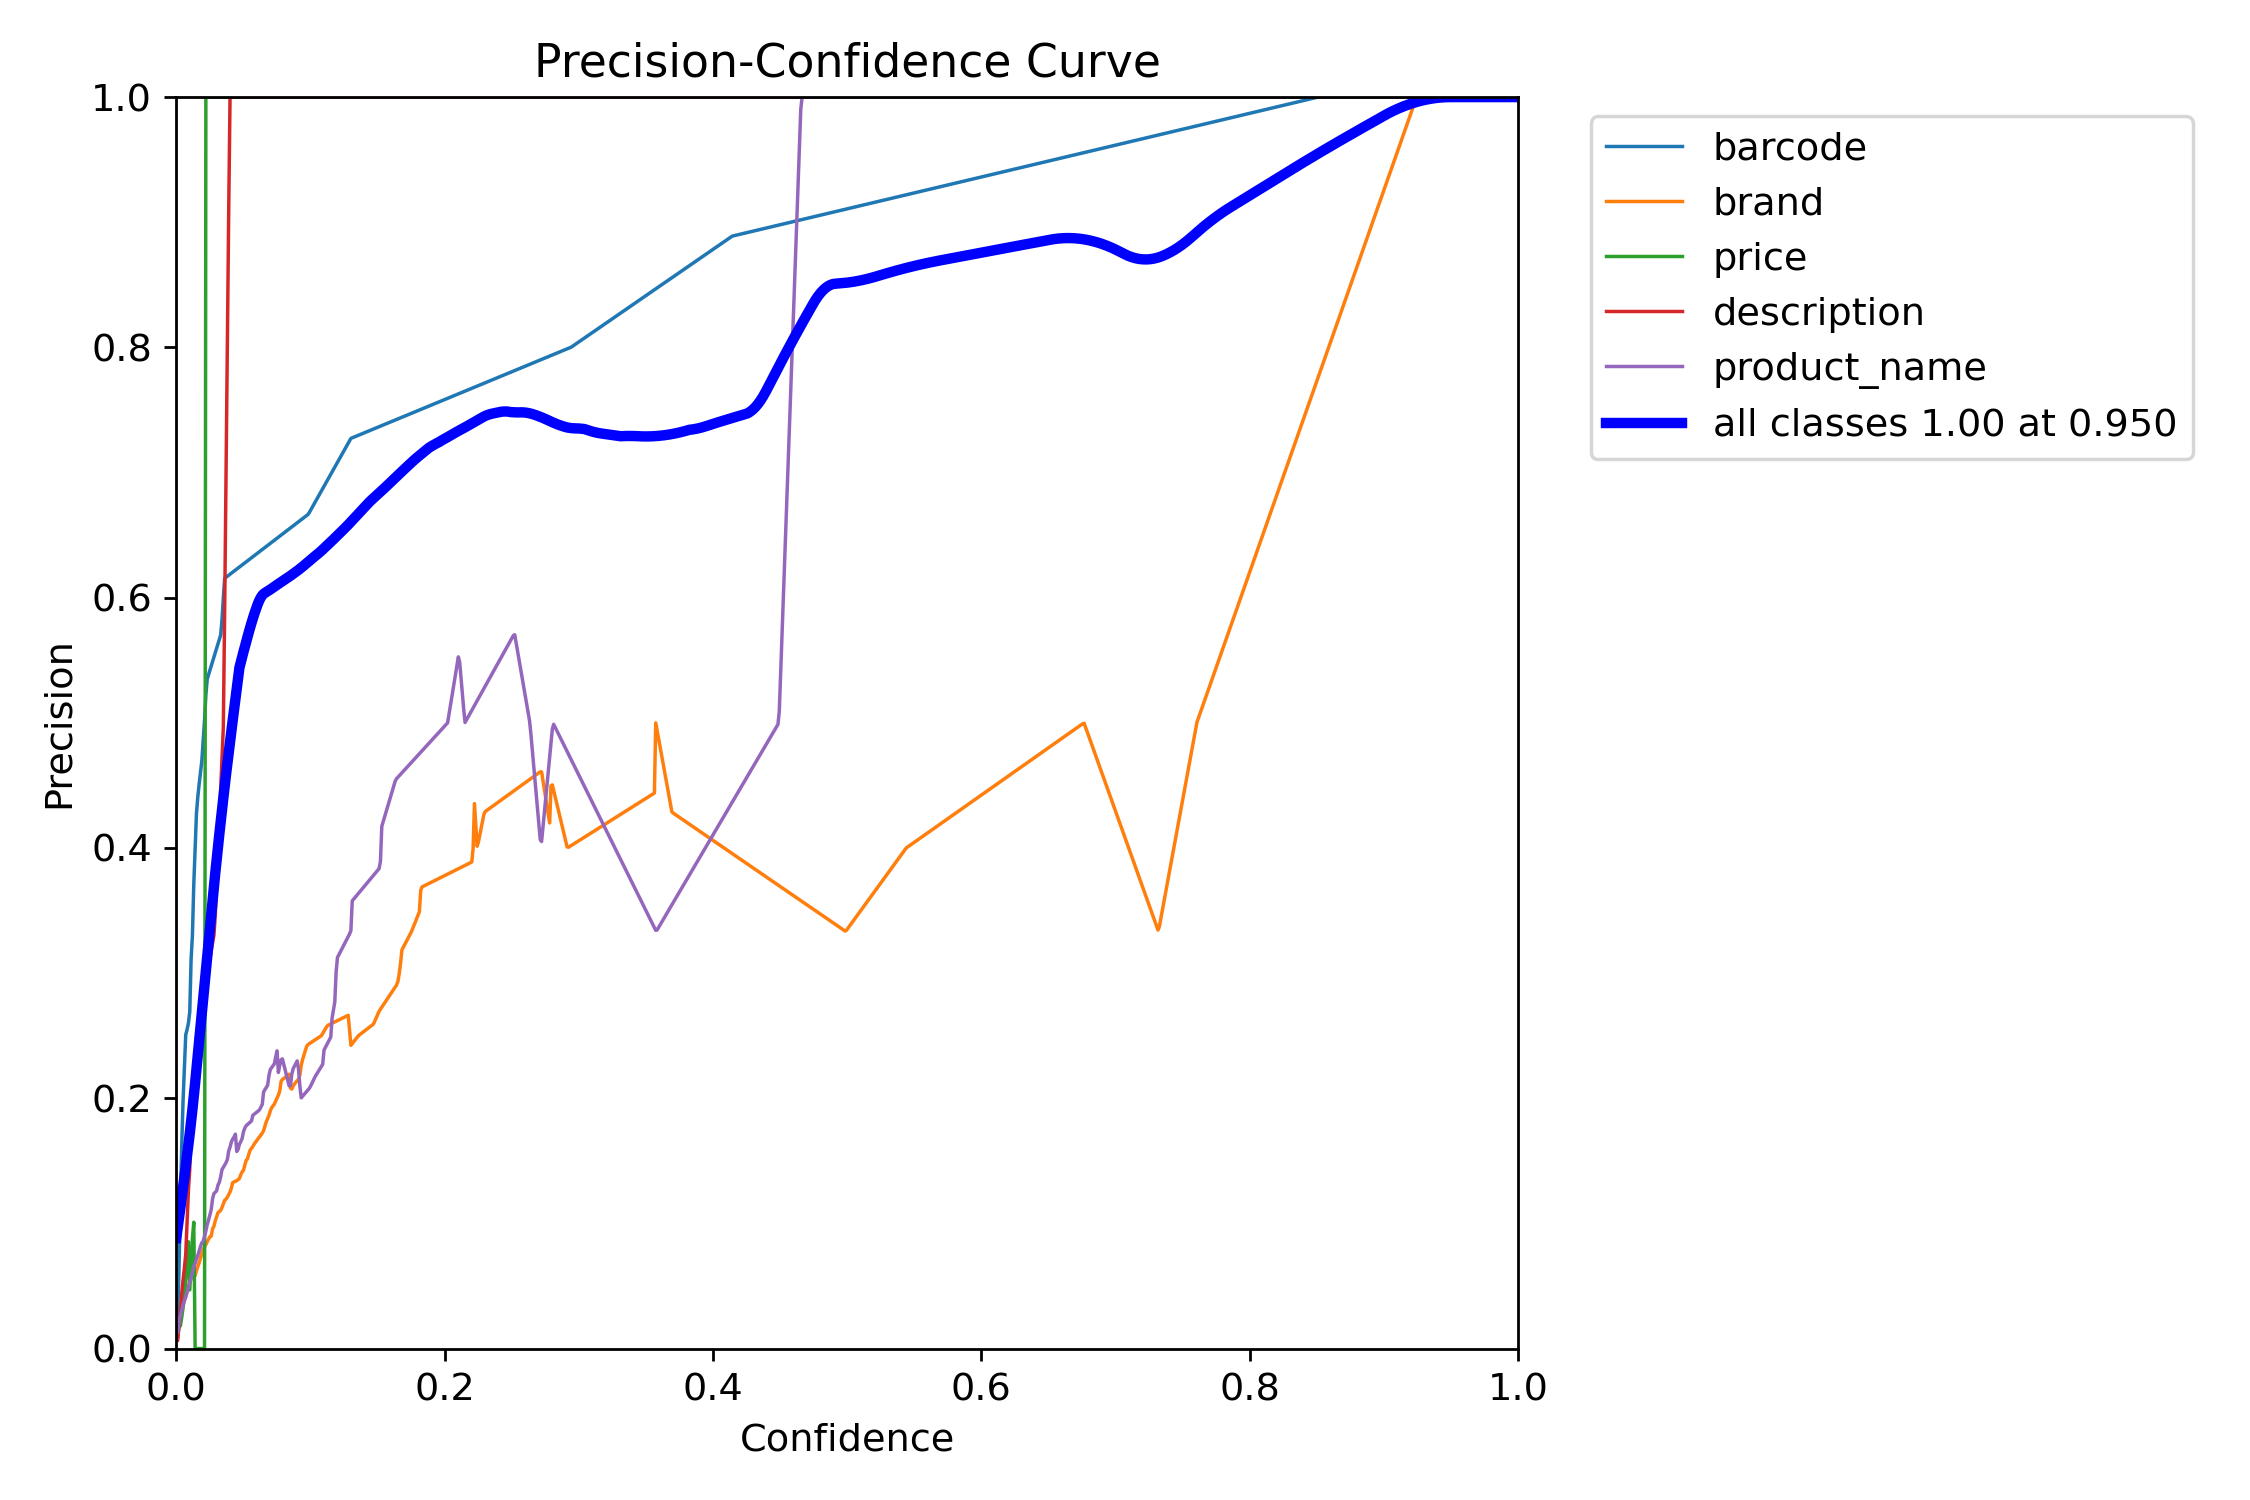 Precision-Confidence Curve
1.0
0.8
0.6
0.4
0.2
0.0
Precision
0.0 0.2 0.4 0.6 0.8 1.0
Confidence
barcode
brand
price
description
product_name
all classes 1.00 at 0.950